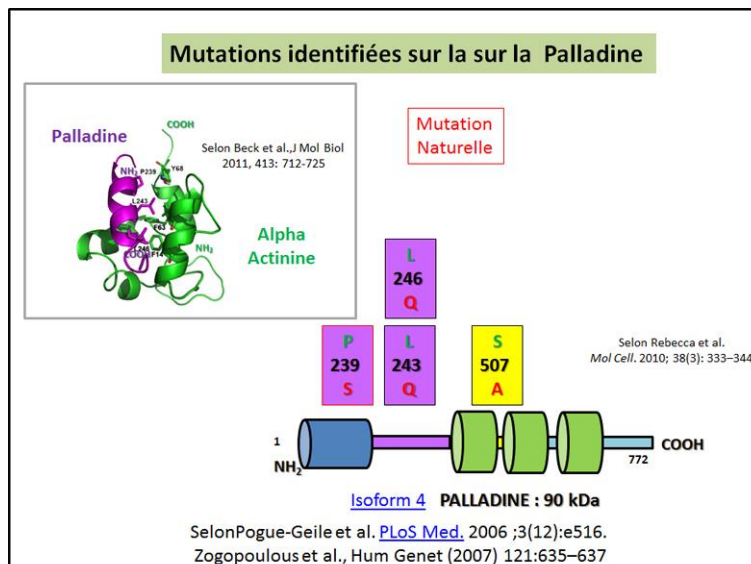 Mutations identifiées sur la sur la Palladine
COOH
Palladine
Selon Beck et al.,J Mol Biol
2011, 413: 712-725
Mutation
Naturelle
NH2
P239
Y68
L243
F63
Alpha
Actinine
NH2
L246
F14
COOH
L
246
Q
P
239
S
L
243
Q
S
507
A
Selon Rebecca et al.
Mol Cell. 2010; 38(3): 333–344
1
NH2
COOH
772
Isoform 4 PALLADINE : 90 kDa
SelonPogue-Geile et al. PLoS Med. 2006 ;3(12):e516.
Zogopoulous et al., Hum Genet (2007) 121:635–637